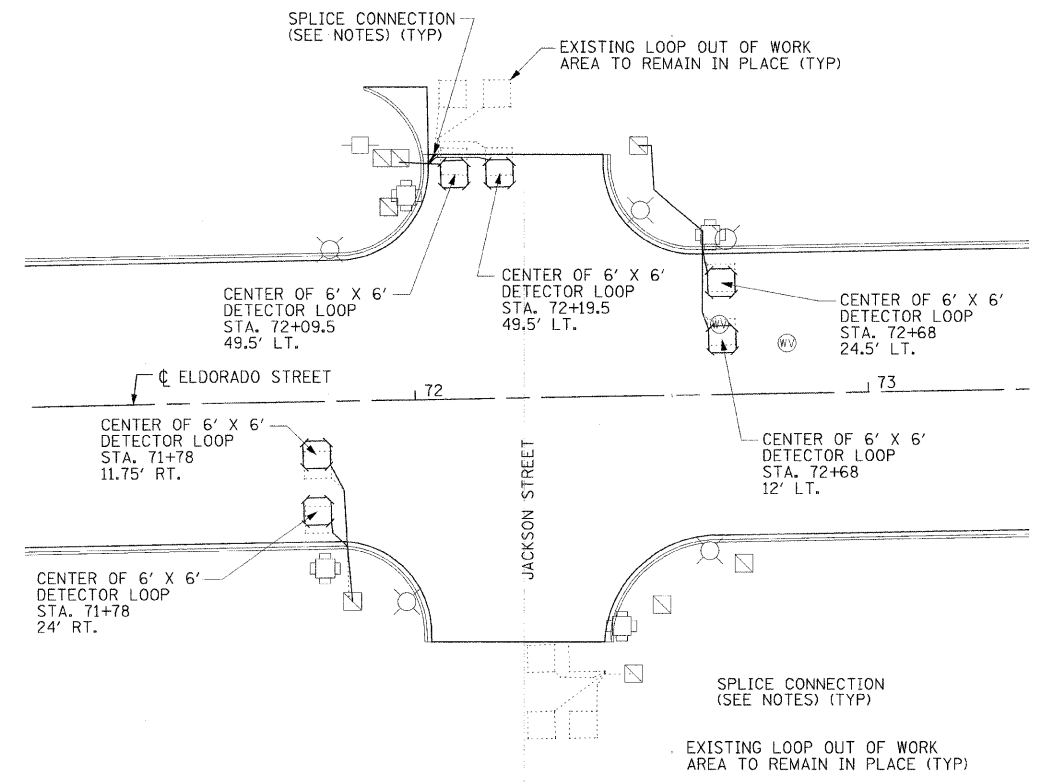 SPLICE CONNECTION
(SEE NOTES) (TYP)
EXISTING LOOP OUT OF WORK
AREA TO REMAIN IN PLACE (TYP)
CENTER OF 6' X 6'
DETECTOR LOOP
STA. 72+09.5
49.5' LT.
CENTER OF 6' X 6'
DETECTOR LOOP
STA. 72+19.5
49.5' LT.
CENTER OF 6' X 6'
DETECTOR LOOP
STA. 72+68
24.5' LT.
WV
WV
℄ ELDORADO STREET
72
73
CENTER OF 6' X 6'
DETECTOR LOOP
STA. 71+78
11.75' RT.
CENTER OF 6' X 6'
DETECTOR LOOP
STA. 72+68
12' LT.
JACKSON STREET
CENTER OF 6' X 6'
DETECTOR LOOP
STA. 71+78
24' RT.
SPLICE CONNECTION
(SEE NOTES) (TYP)
EXISTING LOOP OUT OF WORK
AREA TO REMAIN IN PLACE (TYP)